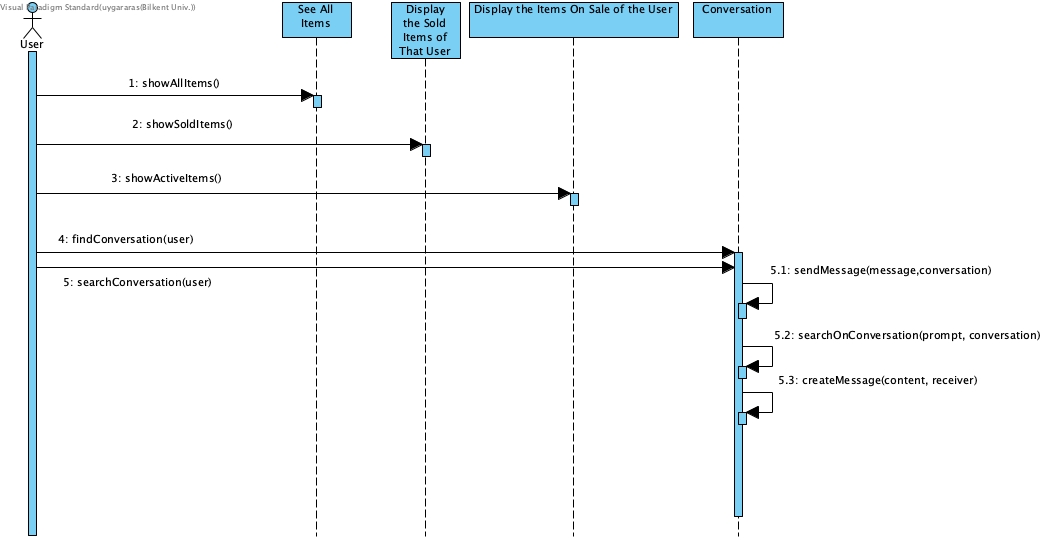 Visual Paradigm Standard(uygararas(Bilkent Univ.))
User
See All
Items
Display
the Sold
Items of
That User
Display the Items On Sale of the User
Conversation
1: showAllItems()
2: showSoldItems()
3: showActiveItems()
4: findConversation(user)
5: searchConversation(user)
5.1: sendMessage(message,conversation)
5.2: searchOnConversation(prompt, conversation)
5.3: createMessage(content, receiver)